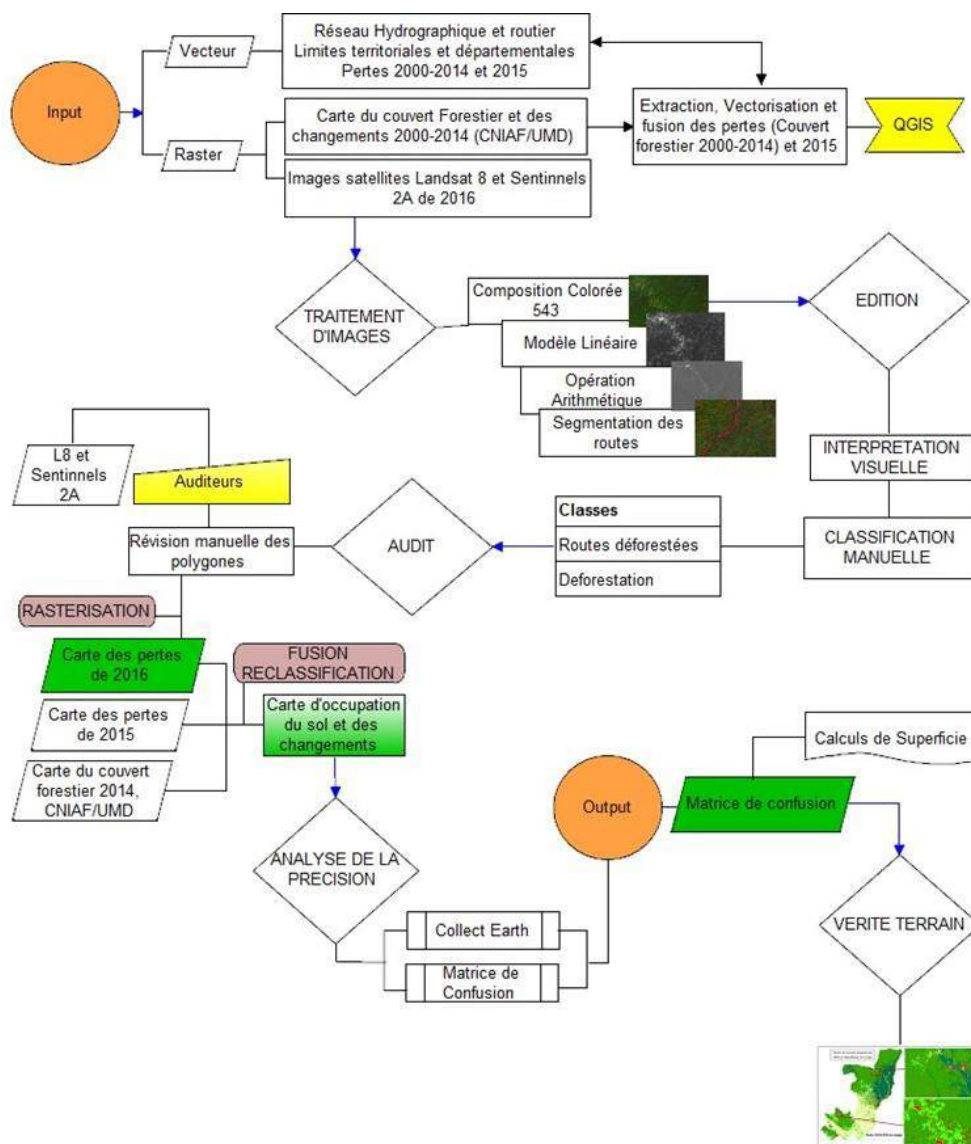 Input
Vecteur
Réseau Hydrographique et routier
Limites territoriales et départementales
Pertes 2000-2014 et 2015
Raster
Carte du couvert Forestier et des
changements 2000-2014 (CNIAF/UMD)
Images satellites Landsat 8 et Sentinnels
2A de 2016
Extraction, Vectorisation et
fusion des pertes (Couvert
forestier 2000-2014) et 2015
QGIS
TRAITEMENT
D'IMAGES
Composition Colorée
543
Modèle Linéaire
Opération
Arithmétique
Segmentation des
routes
EDITION
INTERPRETATION
VISUELLE
CLASSIFICATION
MANUELLE
Classes
Routes déforestées
Deforestation
AUDIT
L8 et
Sentinnels
2A
Auditeurs
Révision manuelle des
polygones
RASTERISATION
Carte des pertes
de 2016
Carte des pertes
de 2015
Carte du couvert
forestier 2014,
CNIAF/UMD
FUSION
RECLASSIFICATION
Carte d'occupation
du sol et des
changements
ANALYSE DE LA
PRECISION
Collect Earth
Matrice de
Confusion
Output
Matrice de confusion
Calculs de Superficie
VERITE TERRAIN